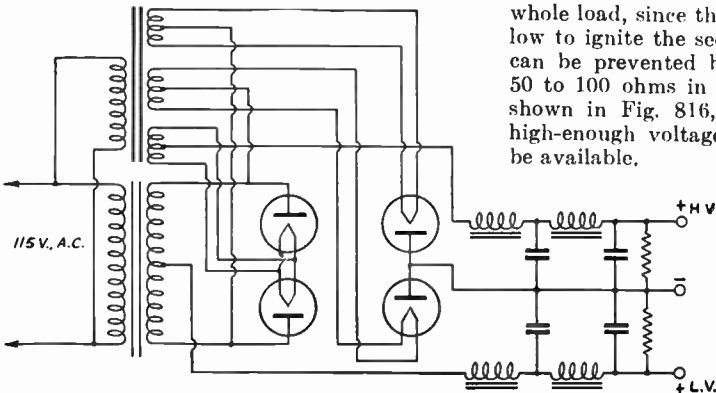 whole load, since th
low to ignite the sec
can be prevented b
50 to 100 ohms in
shown in Fig. 816,
high-enough voltage
be available.
+ H V
115 V., A.C.
−
+ L.V.